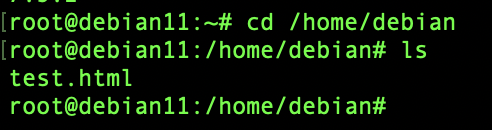 [root@debian11:~# cd /home/debian
[root@debian11:/home/debian# ls
test.html
root@debian11:/home/debian#